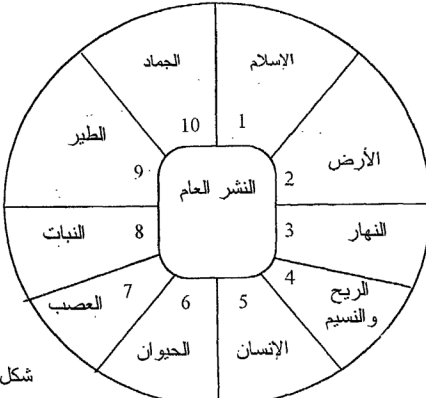 النشر العام
1 الإسلام
2 الأرض
3 النهار
4 الريح
والنسيم
5 الإنسان
6 الحيوان
7 العصب
8 النبات
9 الطير
10 الجماد
شكل